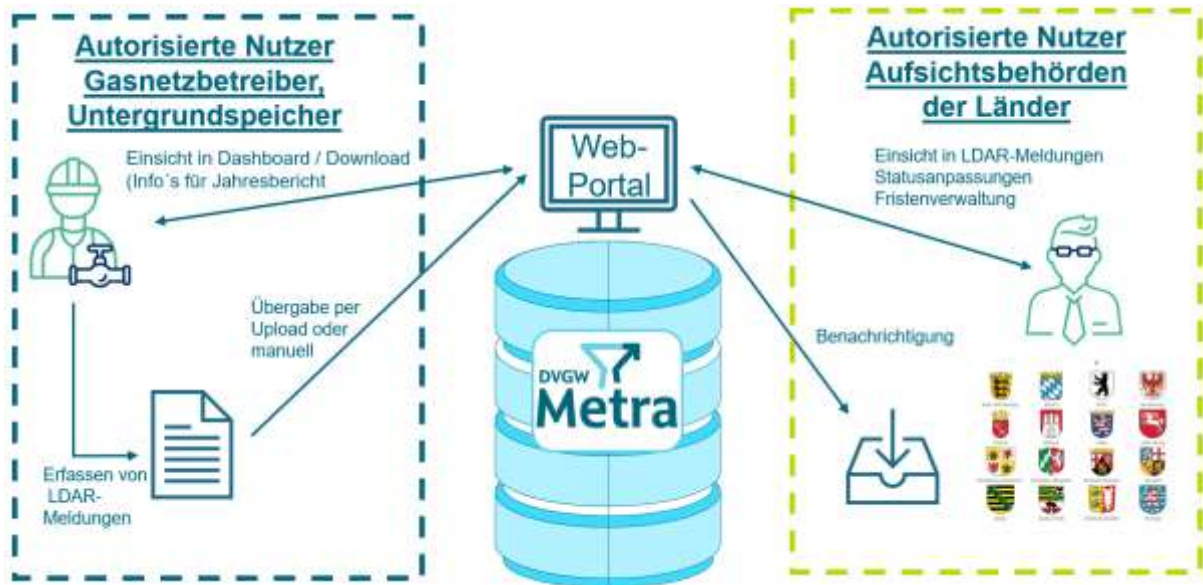 Autorisierte Nutzer
Gasnetzbetreiber,
Untergrundspeicher
Einsicht in Dashboard / Download
(Info´s für Jahresbericht
Übergabe per
Upload oder
manuell
Erfassen von
LDAR-
Meldungen
Web-
Portal
DVGW
Metra
Autorisierte Nutzer
Aufsichtsbehörden
der Länder
Einsicht in LDAR-Meldungen
Statusanpassungen
Fristenverwaltung
Benachrichtigung